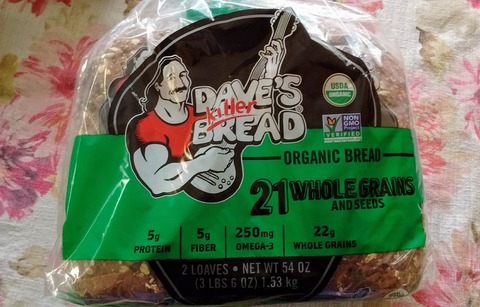 DAVE'S
killer
BREAD
USDA
ORGANIC
NON
GMO
Project
VERIFIED
ORGANIC BREAD
21 WHOLE GRAINS
AND SEEDS
5g
PROTEIN
5g
FIBER
250mg
OMEGA-3
22g
WHOLE GRAINS
2 LOAVES • NET WT 54 OZ
(3 LBS 6 OZ) 1.53 kg